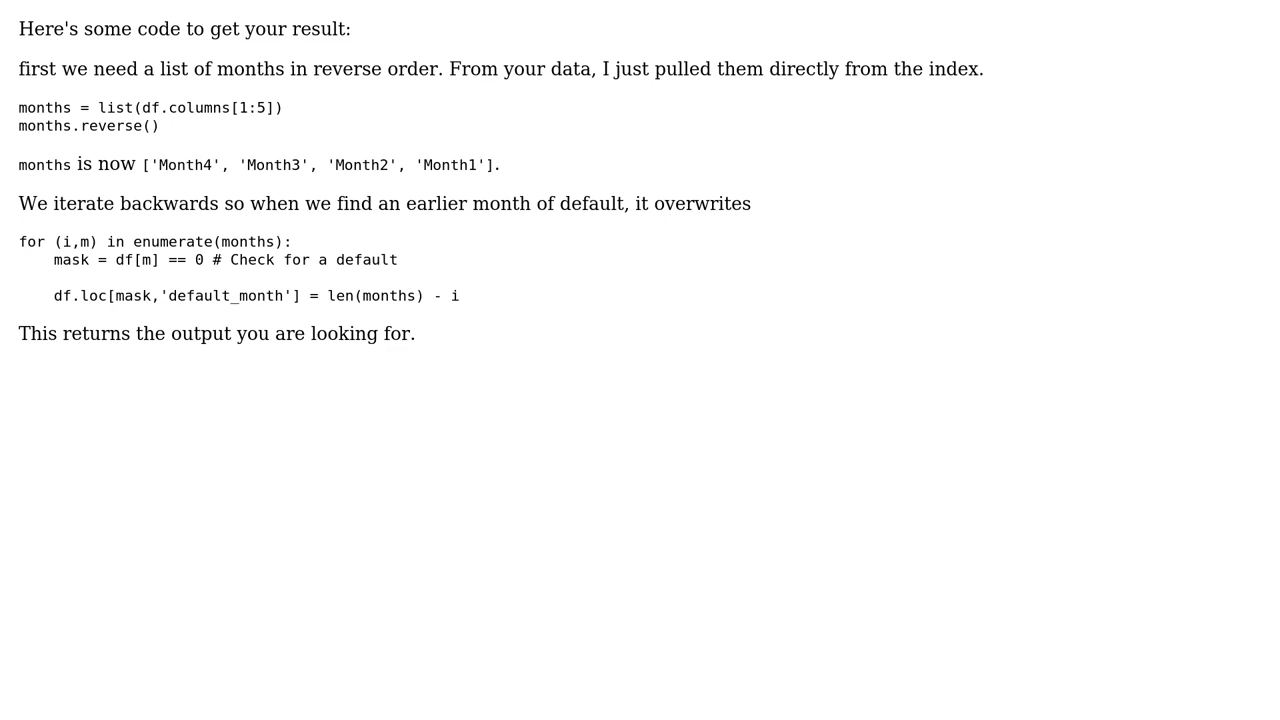 Here's some code to get your result:
first we need a list of months in reverse order. From your data, I just pulled them directly from the index.
months = list(df.columns[1:5])
months.reverse()
months is now ['Month4', 'Month3', 'Month2', 'Month1'].
We iterate backwards so when we find an earlier month of default, it overwrites
for (i,m) in enumerate(months):
    mask = df[m] == 0 # Check for a default
    df.loc[mask,'default_month'] = len(months) - i
This returns the output you are looking for.